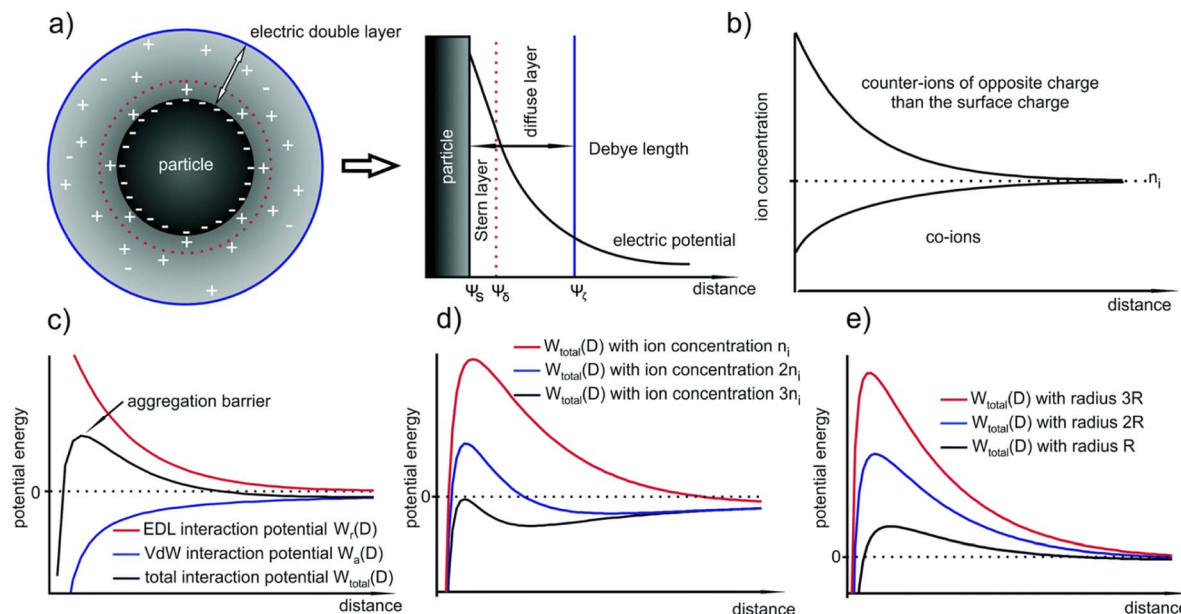 a)
electric double layer
particle
particle
Stern layer
diffuse layer
Debye length
electric potential
Ψs Ψδ Ψζ
distance
b)
ion concentration
counter-ions of opposite charge
than the surface charge
ni
co-ions
distance
c)
potential energy
aggregation barrier
0
EDL interaction potential Wr(D)
VdW interaction potential Wa(D)
total interaction potential Wtotal(D)
distance
d)
potential energy
Wtotal(D) with ion concentration ni
Wtotal(D) with ion concentration 2ni
Wtotal(D) with ion concentration 3ni
0
distance
e)
potential energy
Wtotal(D) with radius 3R
Wtotal(D) with radius 2R
Wtotal(D) with radius R
0
distance